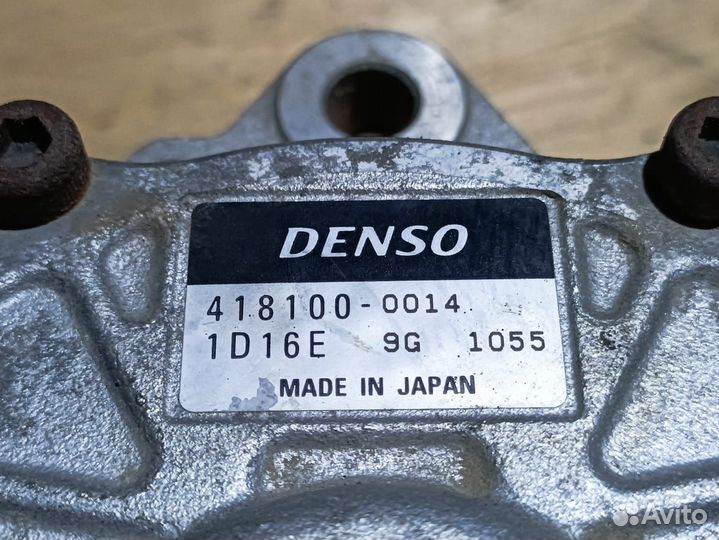 DENSO
418100-0014
1D16E 9G 1055
MADE IN JAPAN
Avito